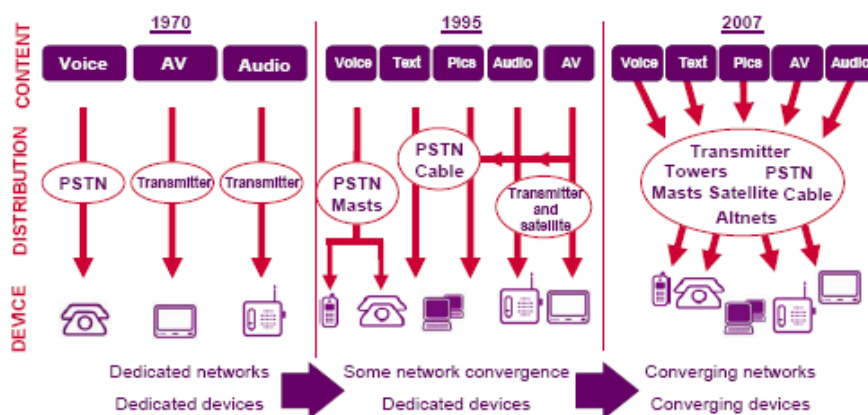 1970
1995
2007
CONTENT
Voice
AV
Audio
Voice
Text
Pics
Audio
AV
Voice
Text
Pics
AV
Audio
DISTRIBUTION
PSTN
Transmitter
Transmitter
PSTN
Masts
PSTN
Cable
Transmitter
and
satellite
Transmitter
Towers PSTN
Masts Satellite Cable
Altnets
DEVICE
Dedicated networks
Dedicated devices
Some network convergence
Dedicated devices
Converging networks
Converging devices